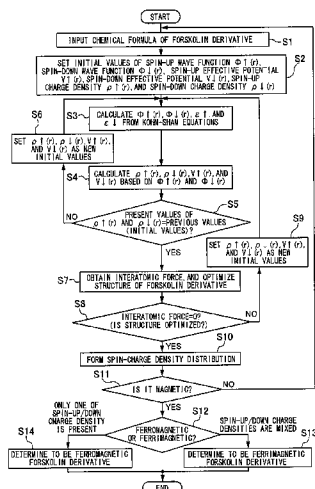 START
INPUT CHEMICAL FORMULA OF FORSKOLIN DERIVATIVE
S1
SET INITIAL VALUES OF SPIN-UP WAVE FUNCTION Φ↑(r),
SPIN-DOWN WAVE FUNCTION Φ↓(r), SPIN-UP EFFECTIVE POTENTIAL
V↑(r), SPIN-DOWN EFFECTIVE POTENTIAL V↓(r), SPIN-UP
CHARGE DENSITY ρ↑(r), AND SPIN-DOWN CHARGE DENSITY ρ↓(r)
S2
S3
CALCULATE Φ↑(r), Φ↓(r), ε↑, AND
ε↓ FROM KOHN-SHAM EQUATIONS
S6
SET ρ↑(r), ρ↓(r), V↑(r),
AND V↓(r) AS NEW
INITIAL VALUES
S4
CALCULATE ρ↑(r), ρ↓(r), V↑(r), AND
V↓(r) BASED ON Φ↑(r) AND Φ↓(r)
S5
PRESENT VALUES OF
ρ↑(r) AND ρ↓(r)=PREVIOUS VALUES
(INITIAL VALUES)?
NO
YES
S9
SET ρ↑(r), ρ↓(r), V↑(r),
AND V↓(r) AS NEW
INITIAL VALUES
S7
OBTAIN INTERATOMIC FORCE, AND OPTIMIZE
STRUCTURE OF FORSKOLIN DERIVATIVE
S8
INTERATOMIC FORCE=0?
(IS STRUCTURE OPTIMIZED?)
NO
YES
S10
FORM SPIN-CHARGE DENSITY DISTRIBUTION
S11
IS IT MAGNETIC?
NO
YES
S12
FERROMAGNETIC
OR FERRIMAGNETIC?
ONLY ONE OF
SPIN-UP/DOWN
CHARGE DENSITY
IS PRESENT
SPIN-UP/DOWN CHARGE
DENSITIES ARE MIXED
S14
DETERMINE TO BE FERROMAGNETIC
FORSKOLIN DERIVATIVE
S13
DETERMINE TO BE FERRIMAGNETIC
FORSKOLIN DERIVATIVE
END